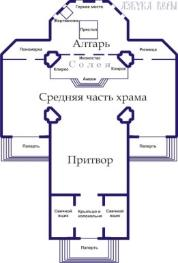 АЗБУКА ВЕРЫ
Горнее место
Жертвенник
Престол
Алтарь
Пономарка
Ризница
Иконостас
Солея
Клирос
Клирос
Амвон
Средняя часть храма
Паперть
Паперть
Притвор
Свечной ящик
Крыльцо и колокольня
Свечной ящик
Паперть